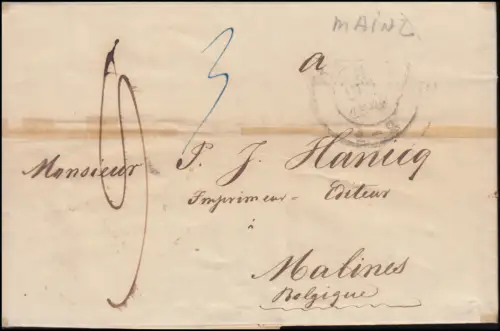 MAINZ
3
a
Monsieur P. J. Hanicq
Imprimeur - Editeur
à
Malines
Belgique